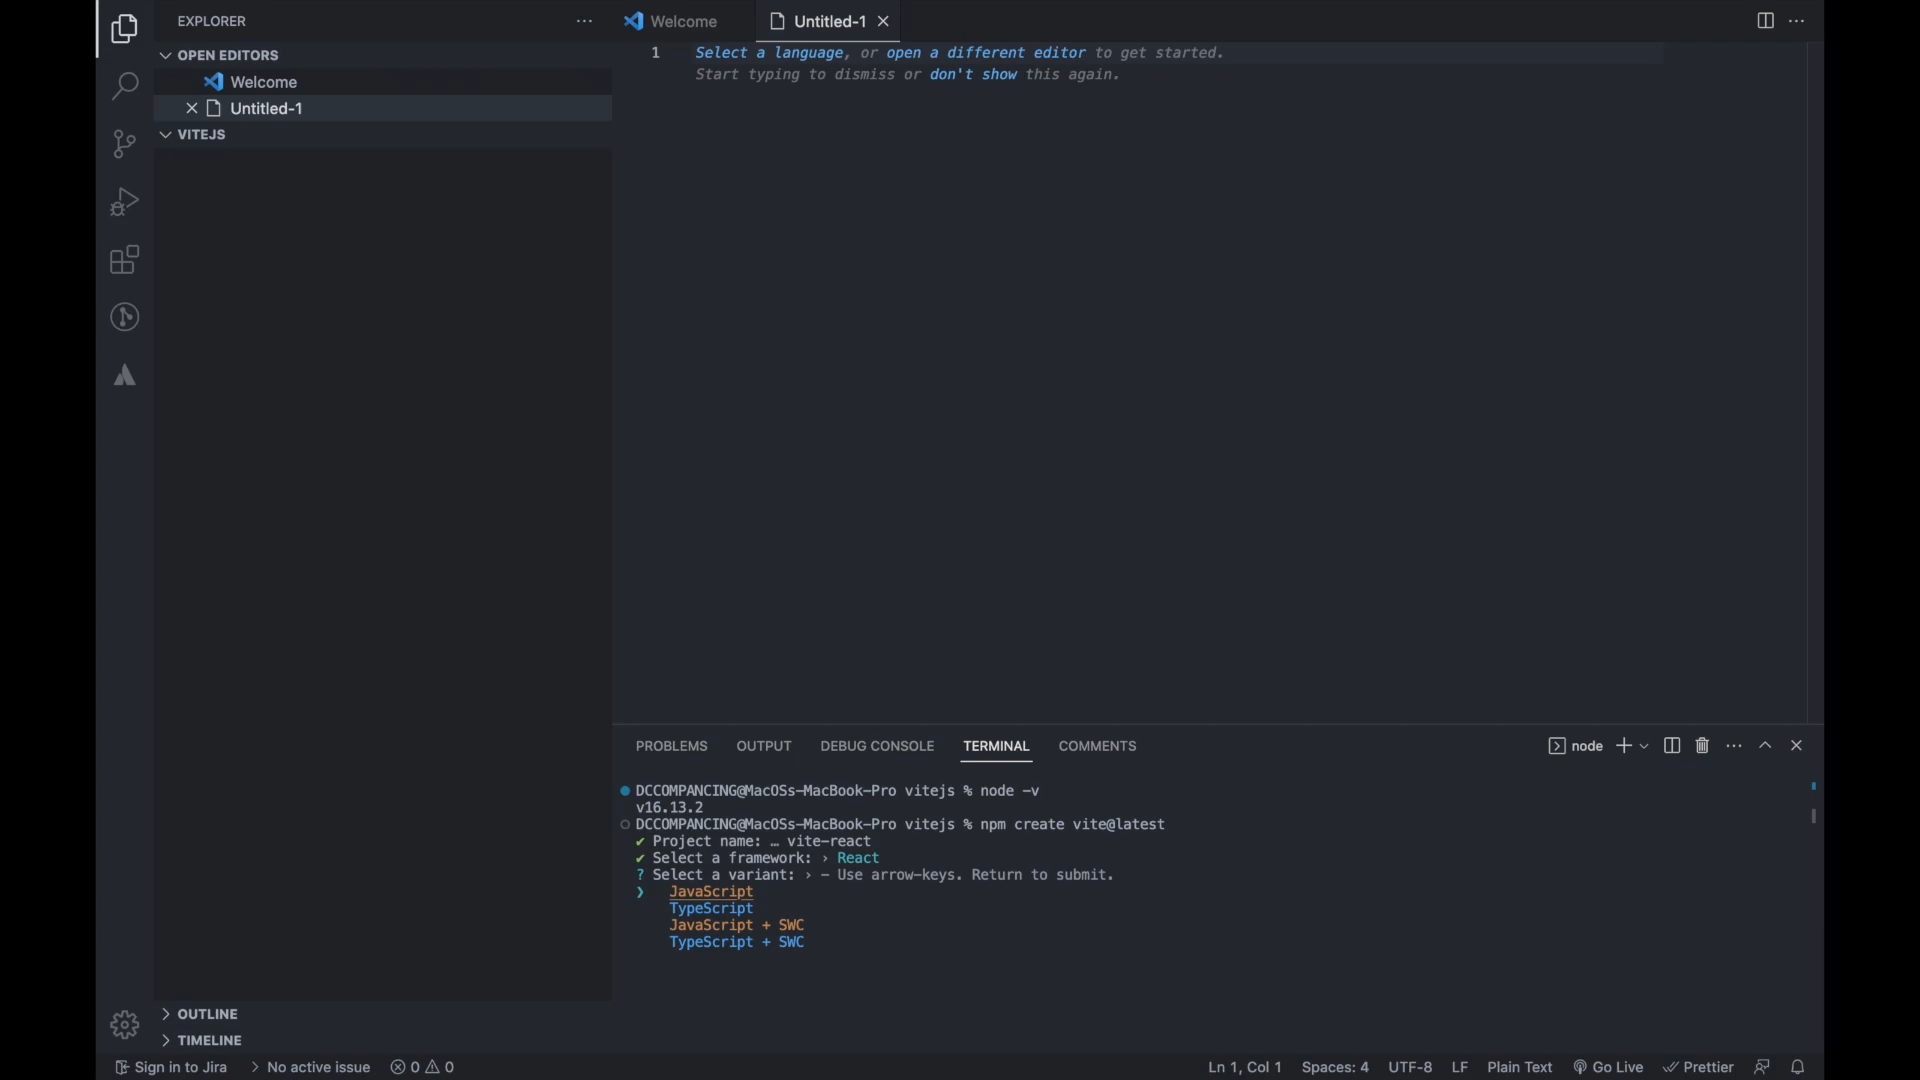 EXPLORER
OPEN EDITORS
Welcome
Untitled-1
VITEJS
OUTLINE
TIMELINE
Welcome
Untitled-1
1 Select a language, or open a different editor to get started.
Start typing to dismiss or don't show this again.
PROBLEMS OUTPUT DEBUG CONSOLE TERMINAL COMMENTS
node
DCCOMPANCING@MacOSs-MacBook-Pro vitejs % node -v
v16.13.2
DCCOMPANCING@MacOSs-MacBook-Pro vitejs % npm create vite@latest
✔ Project name: … vite-react
✔ Select a framework: › React
? Select a variant: › - Use arrow-keys. Return to submit.
❯ JavaScript
TypeScript
JavaScript + SWC
TypeScript + SWC
Sign in to Jira No active issue 0 0 Ln 1, Col 1 Spaces: 4 UTF-8 LF Plain Text Go Live Prettier